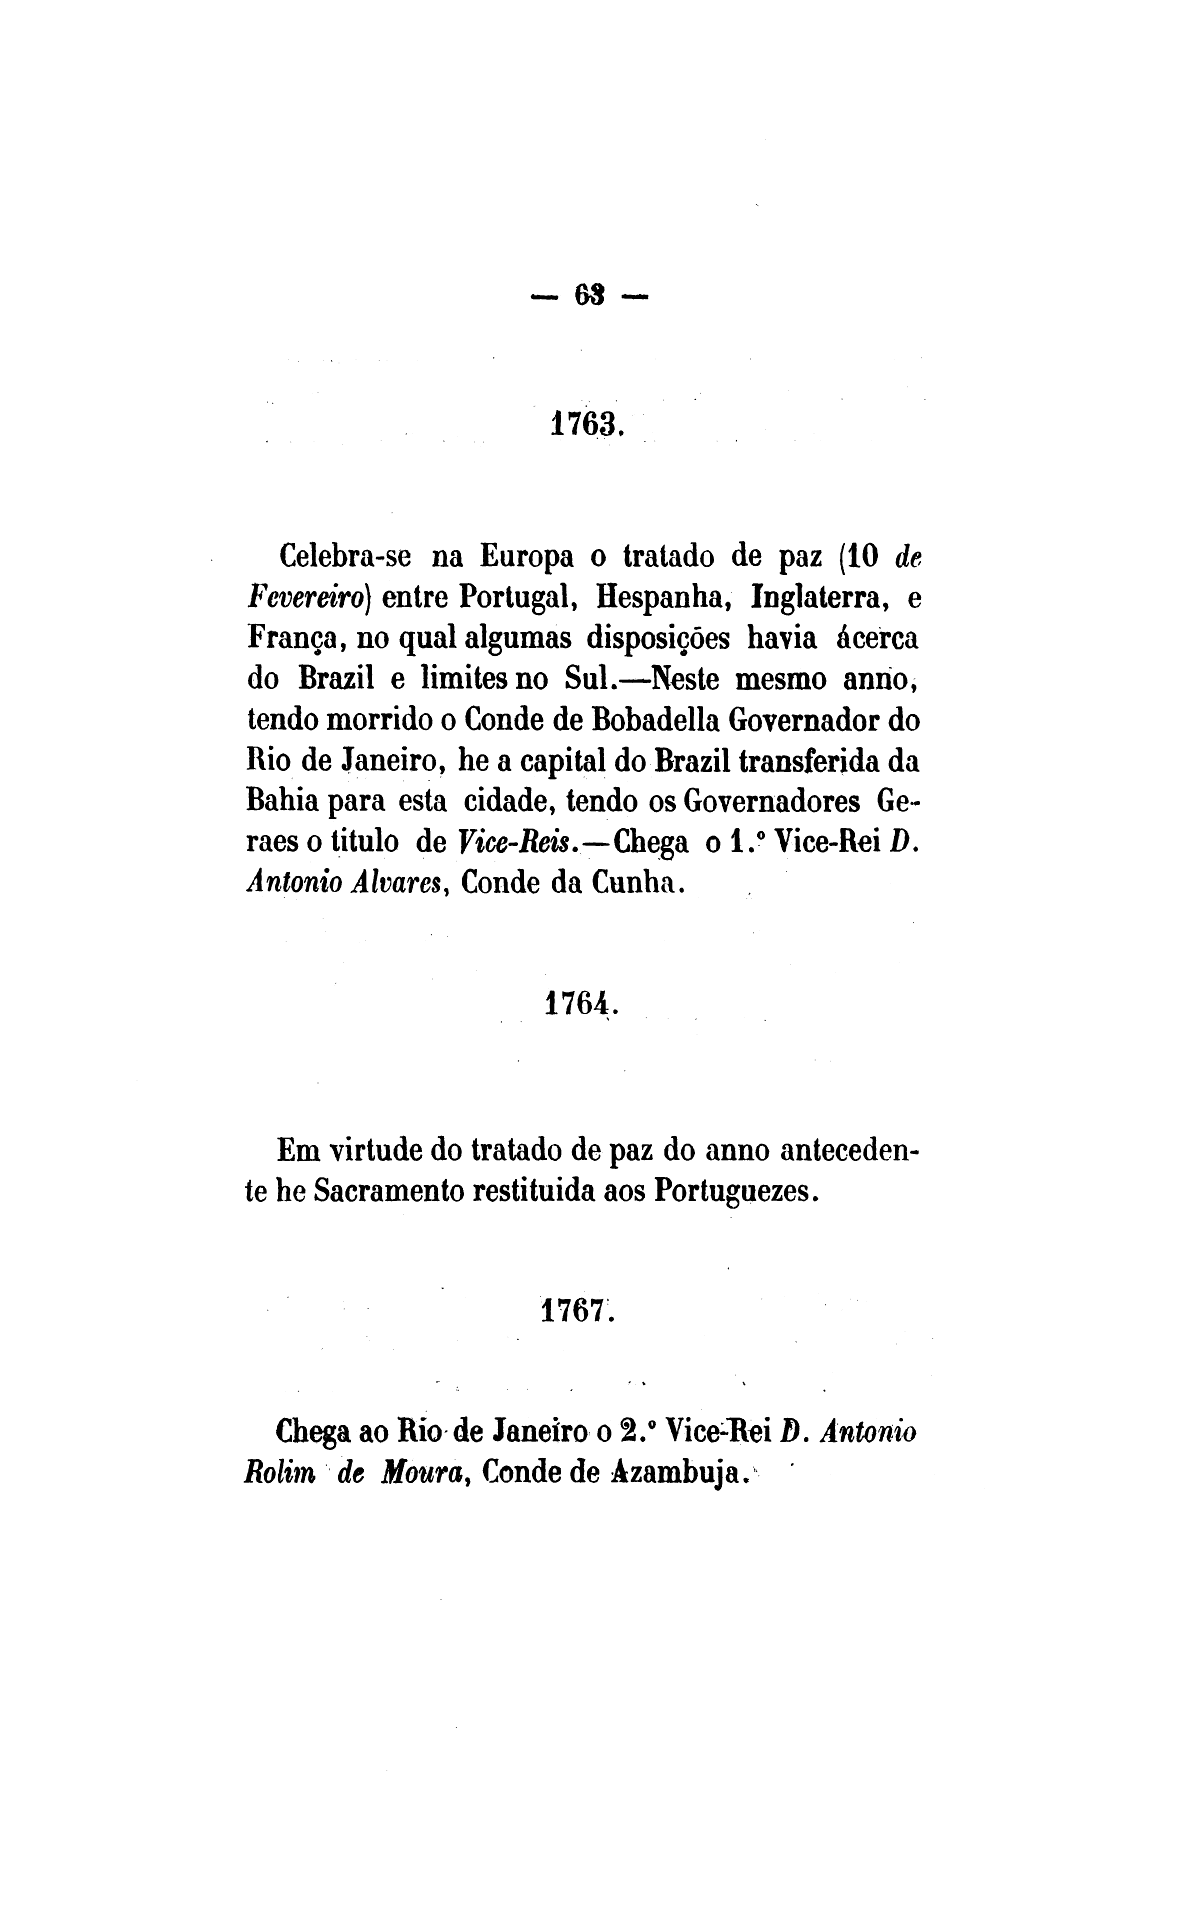 — 63 —
1763.
Celebra-se na Europa o tratado de paz (10 de
Fevereiro) entre Portugal, Hespanha, Inglaterra, e
França, no qual algumas disposições havia ácerca
do Brazil e limites no Sul.—Neste mesmo anno,
tendo morrido o Conde de Bobadella Governador do
Rio de Janeiro, he a capital do Brazil transferida da
Bahia para esta cidade, tendo os Governadores Ge-
raes o titulo de Vice-Reis.—Chega o 1.º Vice-Rei D.
Antonio Alvares, Conde da Cunha.
1764.
Em virtude do tratado de paz do anno anteceden-
te he Sacramento restituida aos Portuguezes.
1767.
Chega ao Rio de Janeiro o 2.º Vice-Rei D. Antonio
Rolim de Moura, Conde de Azambuja.